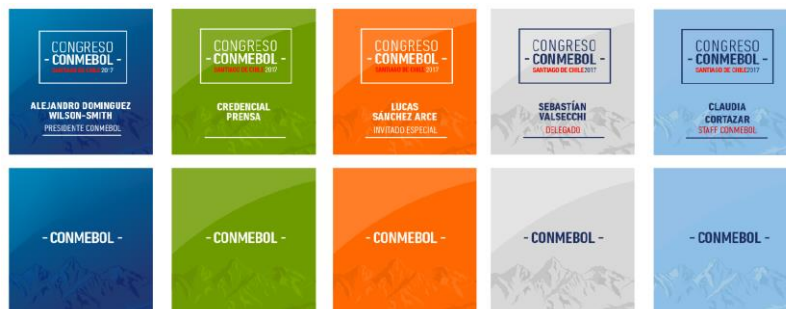 CONGRESO
- CONMEBOL -
SANTIAGO DE CHILE 2017
ALEJANDRO DOMINGUEZ
WILSON-SMITH
PRESIDENTE CONMEBOL
CONGRESO
- CONMEBOL -
SANTIAGO DE CHILE 2017
CREDENCIAL
PRENSA
CONGRESO
- CONMEBOL -
SANTIAGO DE CHILE 2017
LUCAS
SÁNCHEZ ARCE
INVITADO ESPECIAL
CONGRESO
- CONMEBOL -
SANTIAGO DE CHILE 2017
SEBASTÍAN
VALSECCHI
DELEGADO
CONGRESO
- CONMEBOL -
SANTIAGO DE CHILE 2017
CLAUDIA
CORTAZAR
STAFF CONMEBOL
- CONMEBOL -
- CONMEBOL -
- CONMEBOL -
- CONMEBOL -
- CONMEBOL -